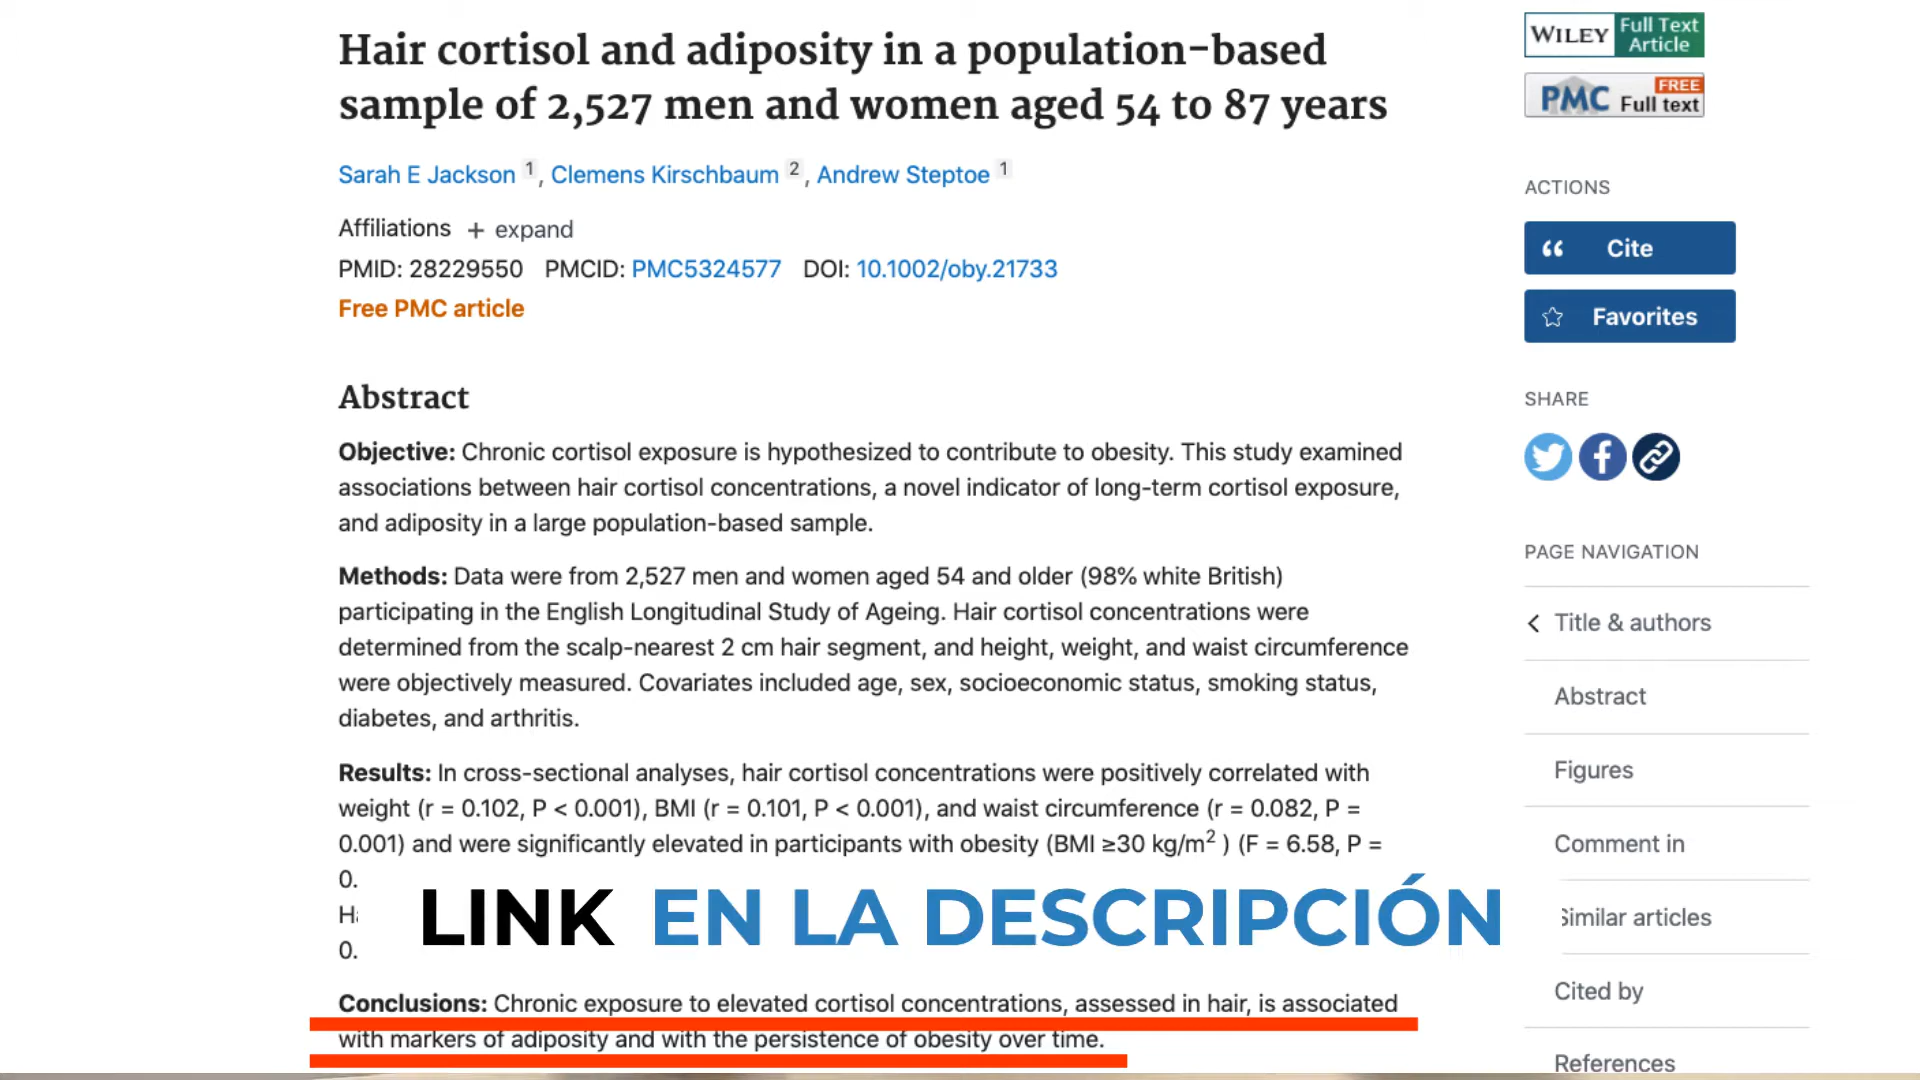 Hair cortisol and adiposity in a population-based
sample of 2,527 men and women aged 54 to 87 years
Sarah E Jackson 1, Clemens Kirschbaum 2, Andrew Steptoe 1
Affiliations + expand
PMID: 28229550 PMCID: PMC5324577 DOI: 10.1002/oby.21733
Free PMC article
Abstract
Objective: Chronic cortisol exposure is hypothesized to contribute to obesity. This study examined
associations between hair cortisol concentrations, a novel indicator of long-term cortisol exposure,
and adiposity in a large population-based sample.
Methods: Data were from 2,527 men and women aged 54 and older (98% white British)
participating in the English Longitudinal Study of Ageing. Hair cortisol concentrations were
determined from the scalp-nearest 2 cm hair segment, and height, weight, and waist circumference
were objectively measured. Covariates included age, sex, socioeconomic status, smoking status,
diabetes, and arthritis.
Results: In cross-sectional analyses, hair cortisol concentrations were positively correlated with
weight (r = 0.102, P < 0.001), BMI (r = 0.101, P < 0.001), and waist circumference (r = 0.082, P =
0.001) and were significantly elevated in participants with obesity (BMI ≥30 kg/m2 ) (F = 6.58, P =
0.
0.
LINK EN LA DESCRIPCIÓN
Conclusions: Chronic exposure to elevated cortisol concentrations, assessed in hair, is associated
with markers of adiposity and with the persistence of obesity over time.
WILEY Full Text
Article
PMC FREE
Full text
ACTIONS
Cite
Favorites
SHARE
PAGE NAVIGATION
Title & authors
Abstract
Figures
Comment in
Similar articles
Cited by
References